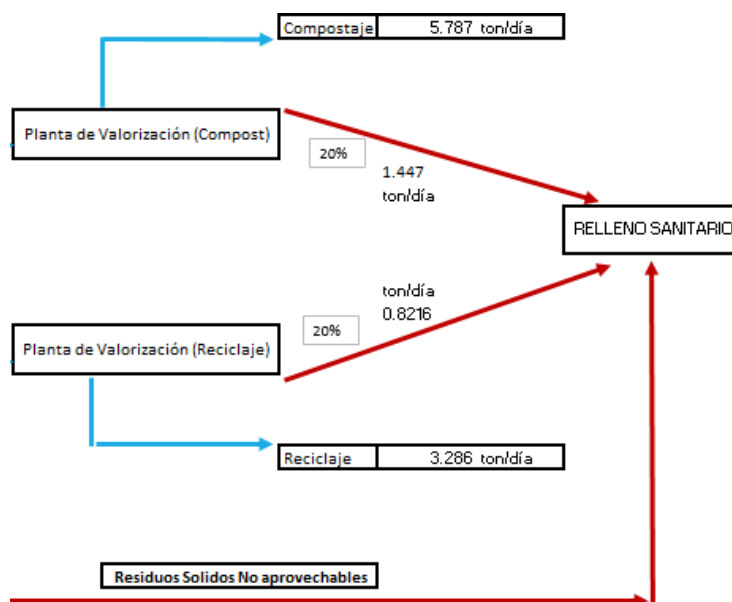 Compostaje 5.787 ton/día
Planta de Valorización (Compost)
20%
1.447
ton/día
RELLENO SANITARIO
ton/día
0.8216
20%
Planta de Valorización (Reciclaje)
Reciclaje 3.286 ton/día
Residuos Solidos No aprovechables